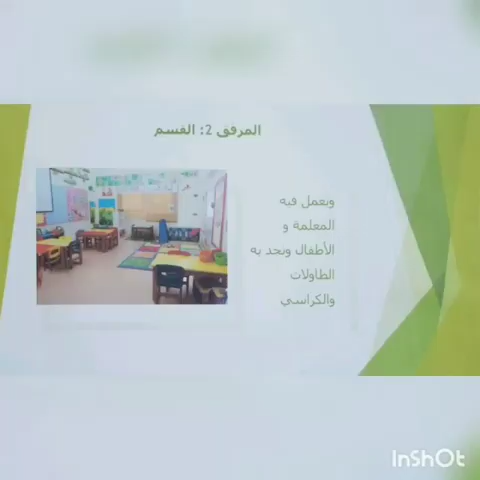 المرفق 2: القسم
ويعمل فيه
المعلمة و
الأطفال ونجد به
الطاولات
والكراسي
InShOt